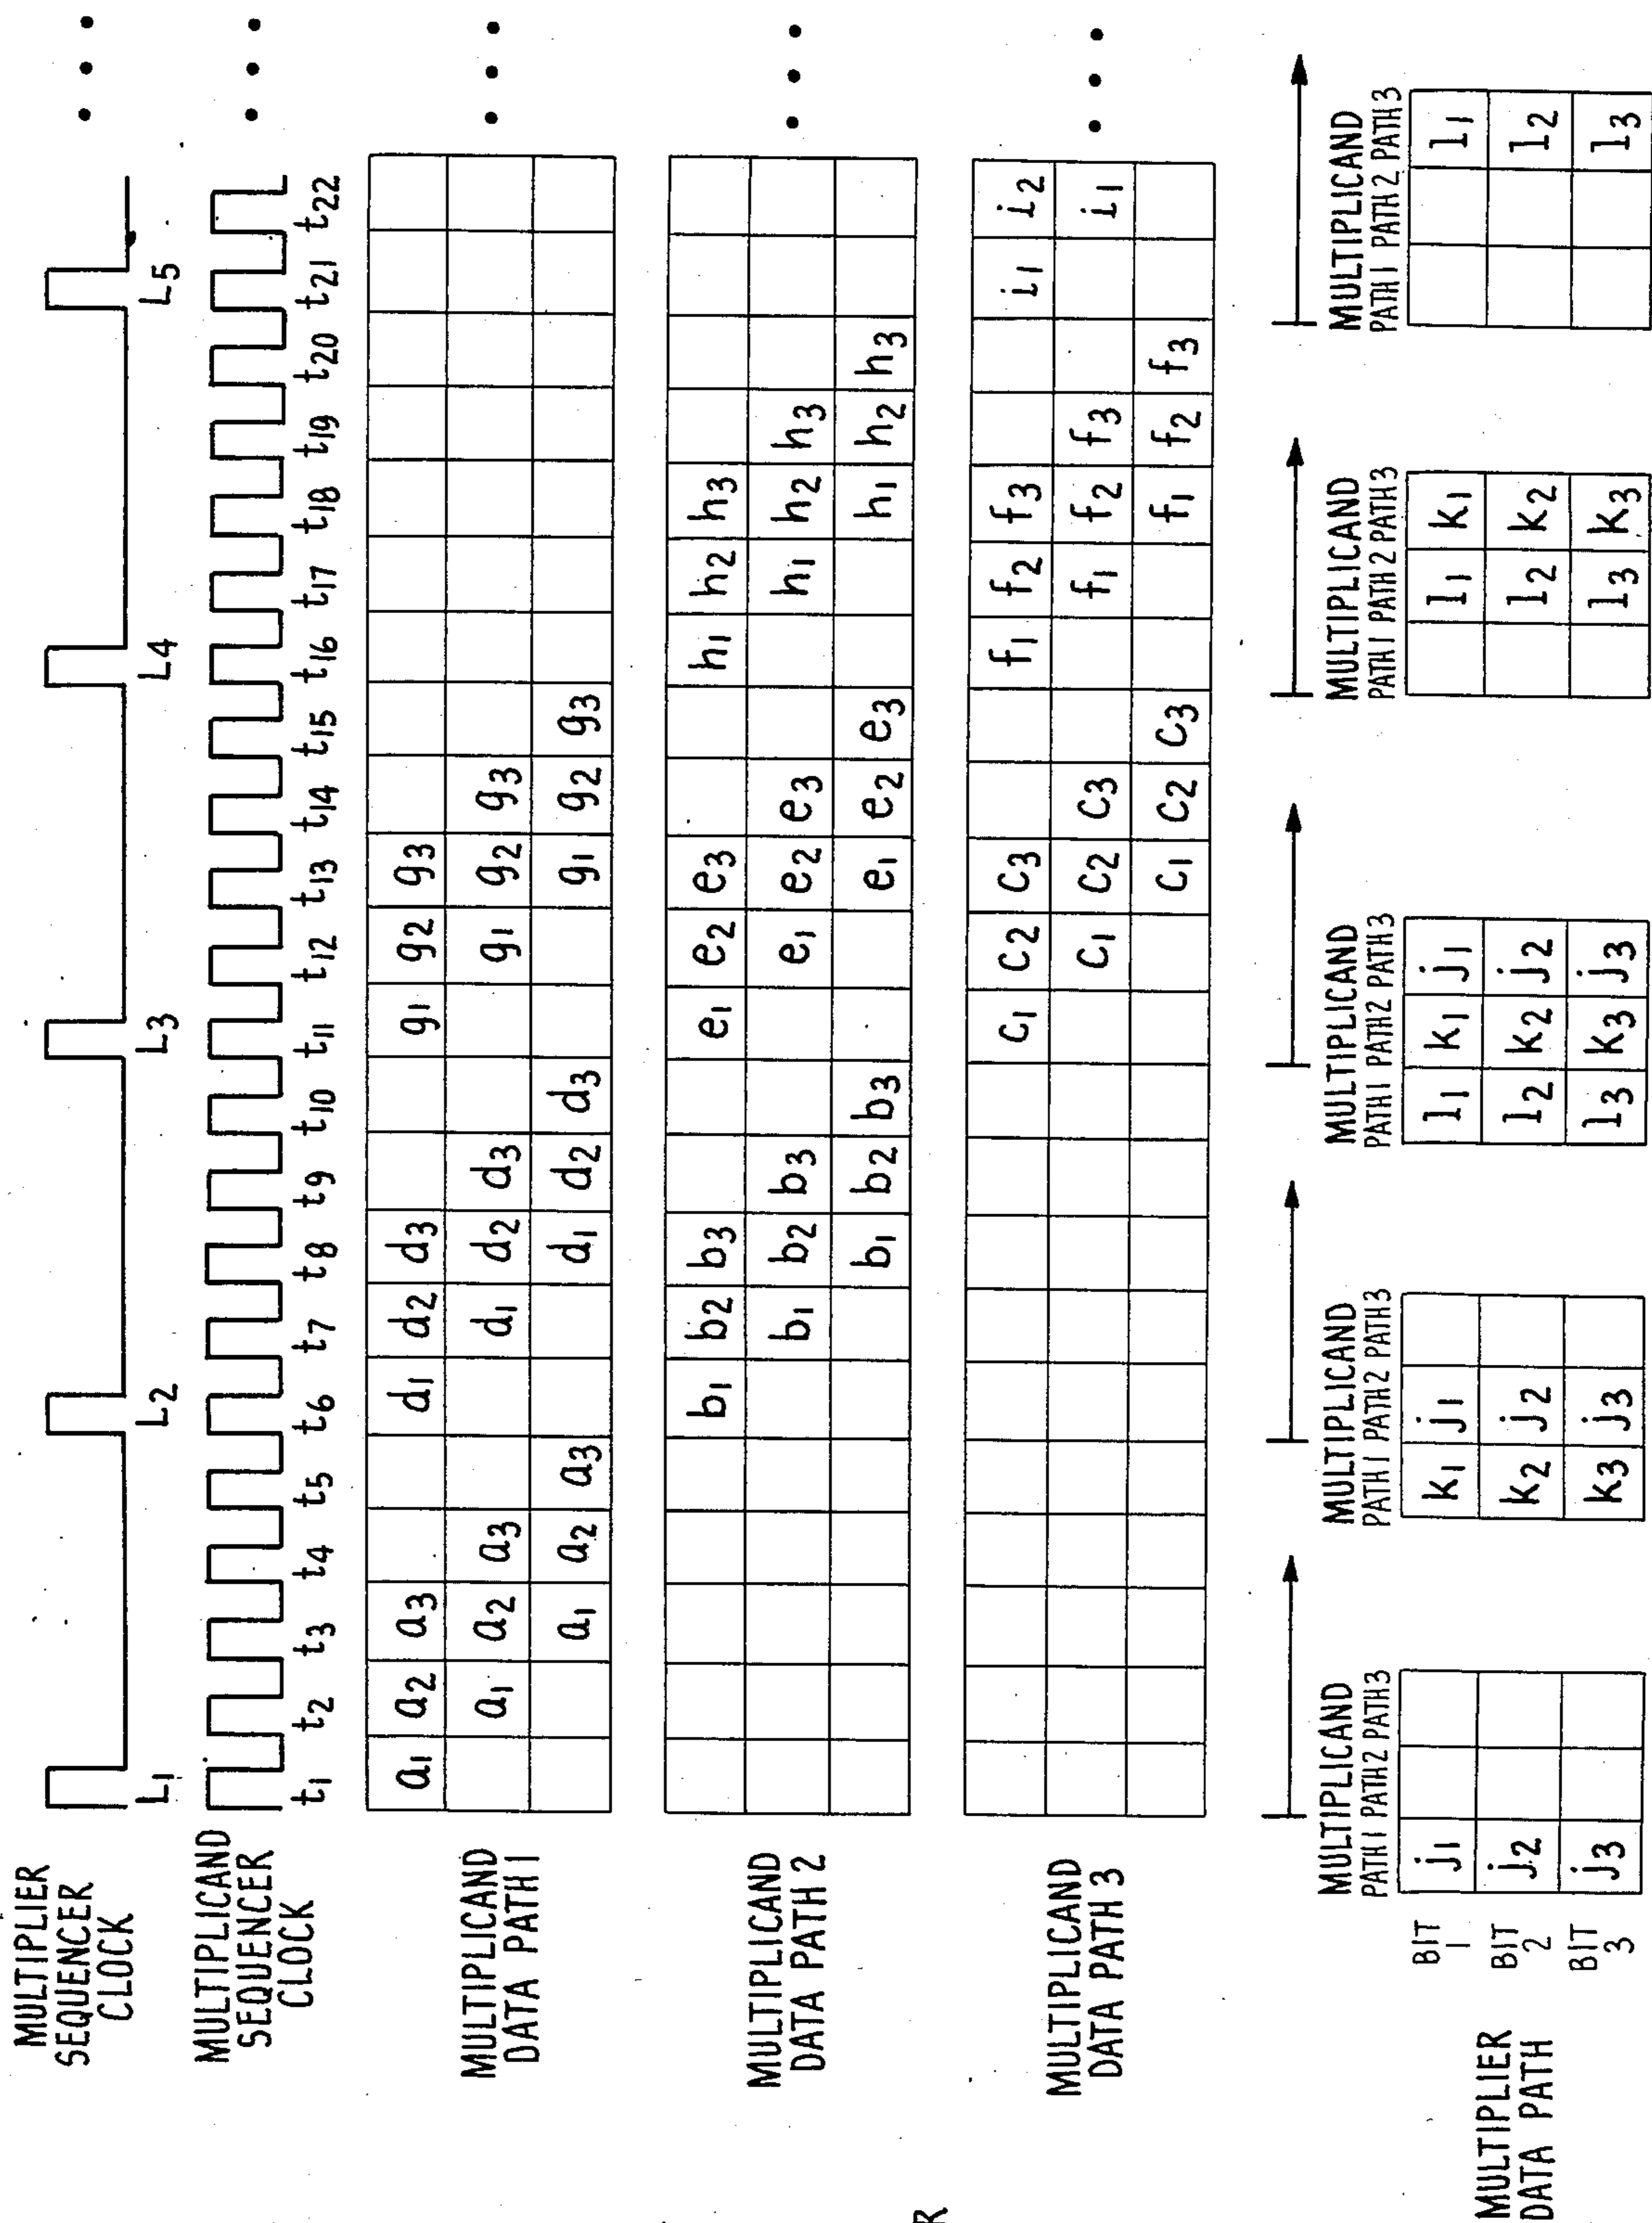 MULTIPLIER
SEQUENCER
CLOCK
L1 L2 L3 L4 L5
MULTIPLICAND
SEQUENCER
CLOCK
t1 t2 t3 t4 t5 t6 t7 t8 t9 t10 t11 t12 t13 t14 t15 t16 t17 t18 t19 t20 t21 t22
MULTIPLICAND
DATA PATH 1
a1 a2 a3 d1 d2 d3 g1 g2 g3
a1 a2 a3 d1 d2 d3 g1 g2 g3
a1 a2 a3 d1 d2 d3 g1 g2 g3
MULTIPLICAND
DATA PATH 2
b1 b2 b3 e1 e2 e3 h1 h2 h3
b1 b2 b3 e1 e2 e3 h1 h2 h3
b1 b2 b3 e1 e2 e3 h1 h2 h3
MULTIPLICAND
DATA PATH 3
c1 c2 c3 f1 f2 f3 i1 i2
c1 c2 c3 f1 f2 f3 i1
c1 c2 c3 f1 f2 f3
MULTIPLICAND MULTIPLICAND MULTIPLICAND MULTIPLICAND MULTIPLICAND
PATH 1 PATH 2 PATH 3 PATH 1 PATH 2 PATH 3 PATH 1 PATH 2 PATH 3 PATH 1 PATH 2 PATH 3 PATH 1 PATH 2 PATH 3
MULTIPLIER
DATA PATH
BIT
1
j1 k1 j1 l1 k1 j1 l1 k1 l1
BIT
2
j2 k2 j2 l2 k2 j2 l2 k2 l2
BIT
3
j3 k3 j3 l3 k3 j3 l3 k3 l3
R